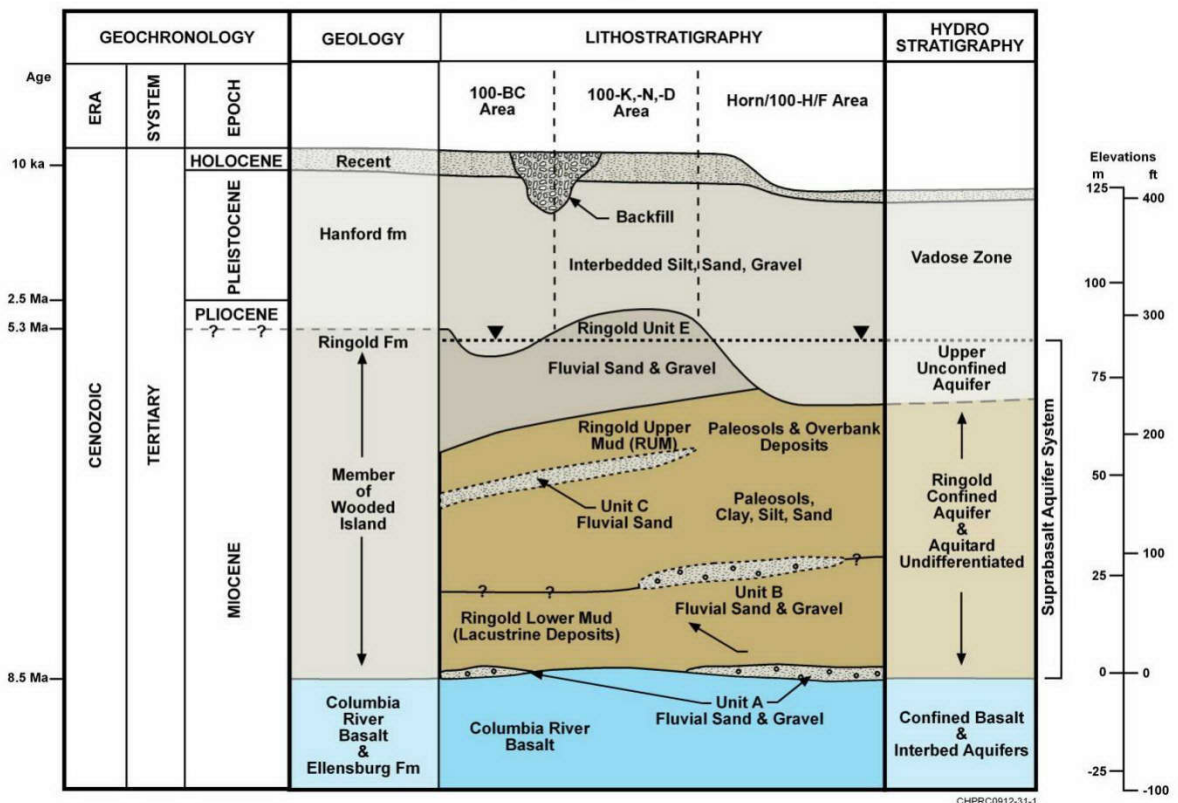 GEOCHRONOLOGY
GEOLOGY
LITHOSTRATIGRAPHY
HYDRO
STRATIGRAPHY
Age
ERA
SYSTEM
EPOCH
100-BC
Area
100-K,-N,-D
Area
Horn/100-H/F Area
10 ka
HOLOCENE
Recent
Elevations
m
ft
125
400
Backfill
PLEISTOCENE
Hanford fm
Interbedded Silt, Sand, Gravel
Vadose Zone
100
2.5 Ma
PLIOCENE
300
5.3 Ma
? ?
Ringold Fm
Ringold Unit E
Fluvial Sand & Gravel
Upper
Unconfined
Aquifer
75
CENOZOIC
TERTIARY
MIOCENE
Member
of
Wooded
Island
Ringold Upper
Mud (RUM)
Paleosols & Overbank
Deposits
200
Unit C
Fluvial Sand
Paleosols,
Clay, Silt, Sand
Ringold
Confined
Aquifer
&
Aquitard
Undifferentiated
Suprabasalt Aquifer System
50
?
100
? ?
25
Unit B
Fluvial Sand & Gravel
Ringold Lower Mud
(Lacustrine Deposits)
8.5 Ma
0
0
Unit A
Fluvial Sand & Gravel
Columbia
River
Basalt
&
Ellensburg Fm
Columbia River
Basalt
Confined Basalt
&
Interbed Aquifers
-25
-100
CHPRC0912-31-1